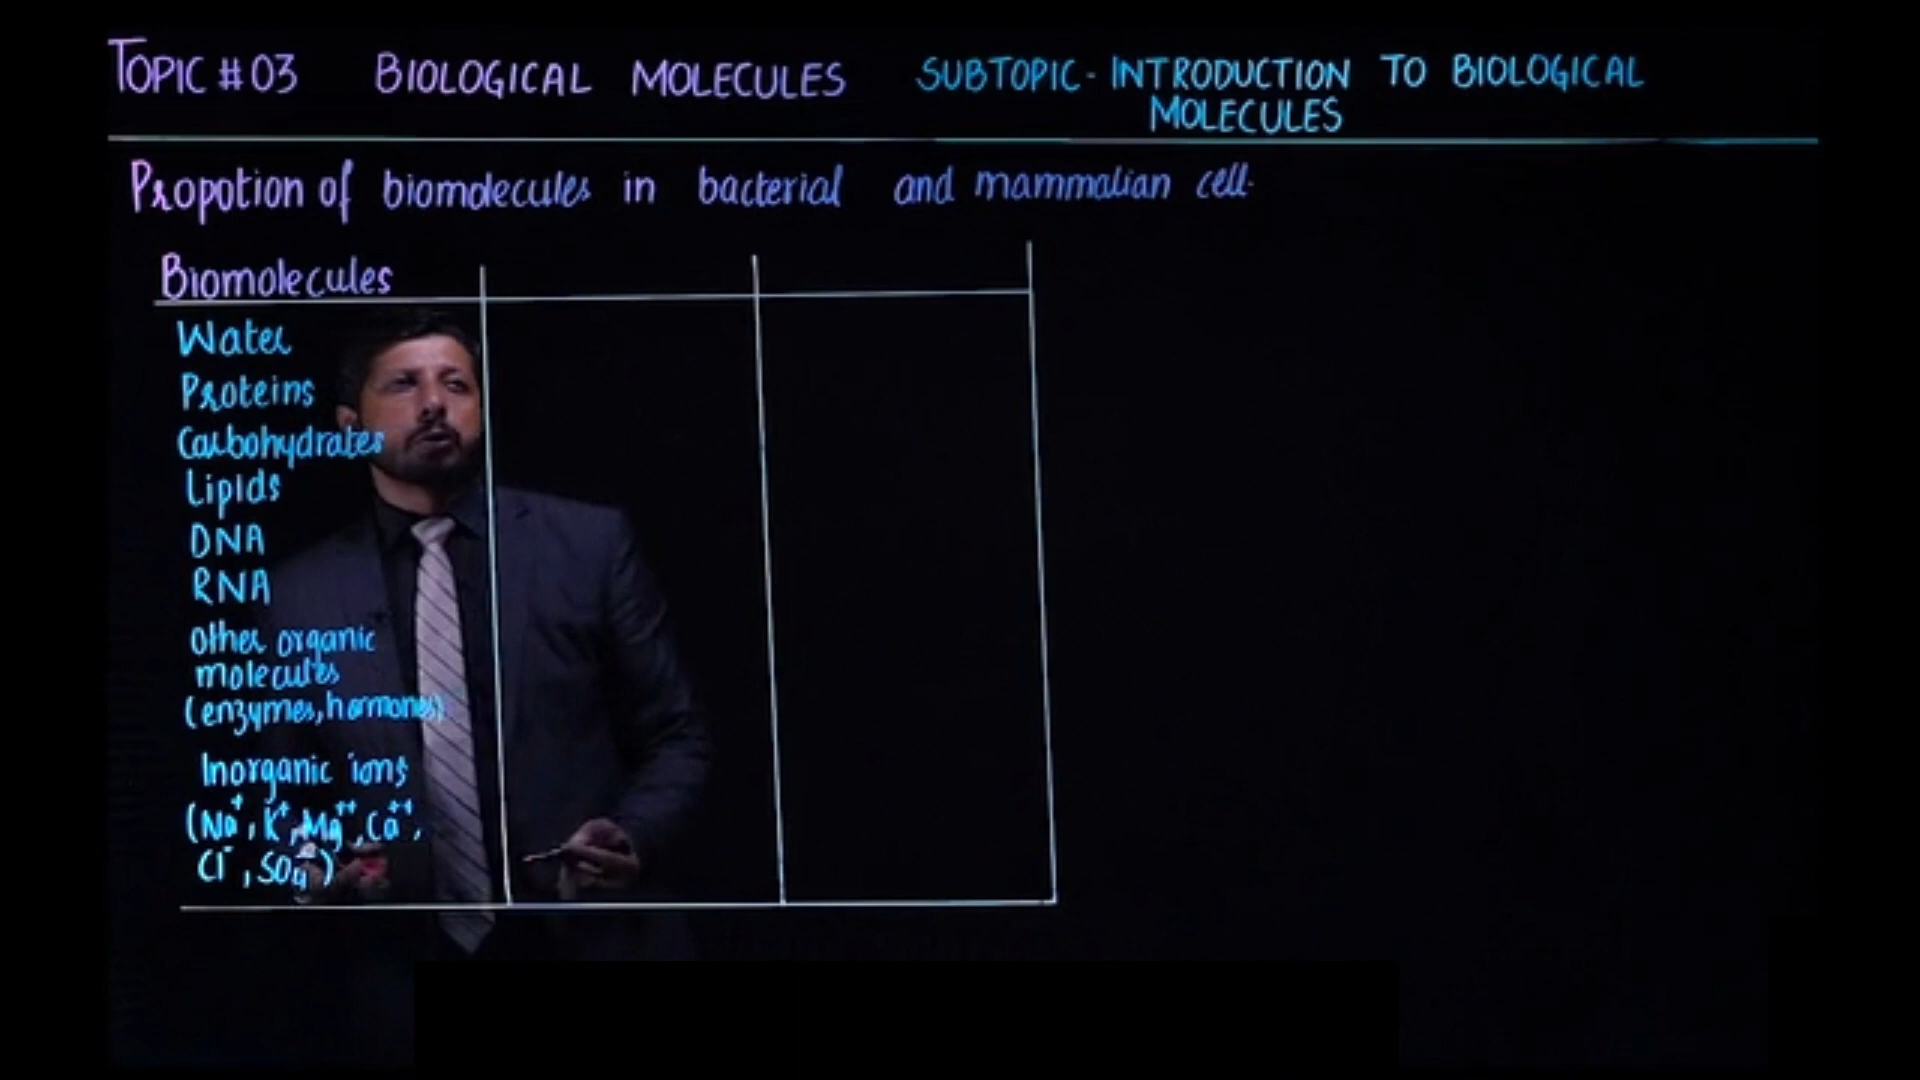 TOPIC # 03 BIOLOGICAL MOLECULES SUBTOPIC - INTRODUCTION TO BIOLOGICAL
MOLECULES
Propotion of biomolecules in bacterial and mammalian cell.
Biomolecules
Water
Proteins
Carbohydrates
Lipids
DNA
RNA
other organic
molecules
(enzymes, hormones)
Inorganic ions
(Na⁺, K⁺, Mg⁺⁺, Ca⁺⁺,
Cl⁻, SO₄⁻⁻)